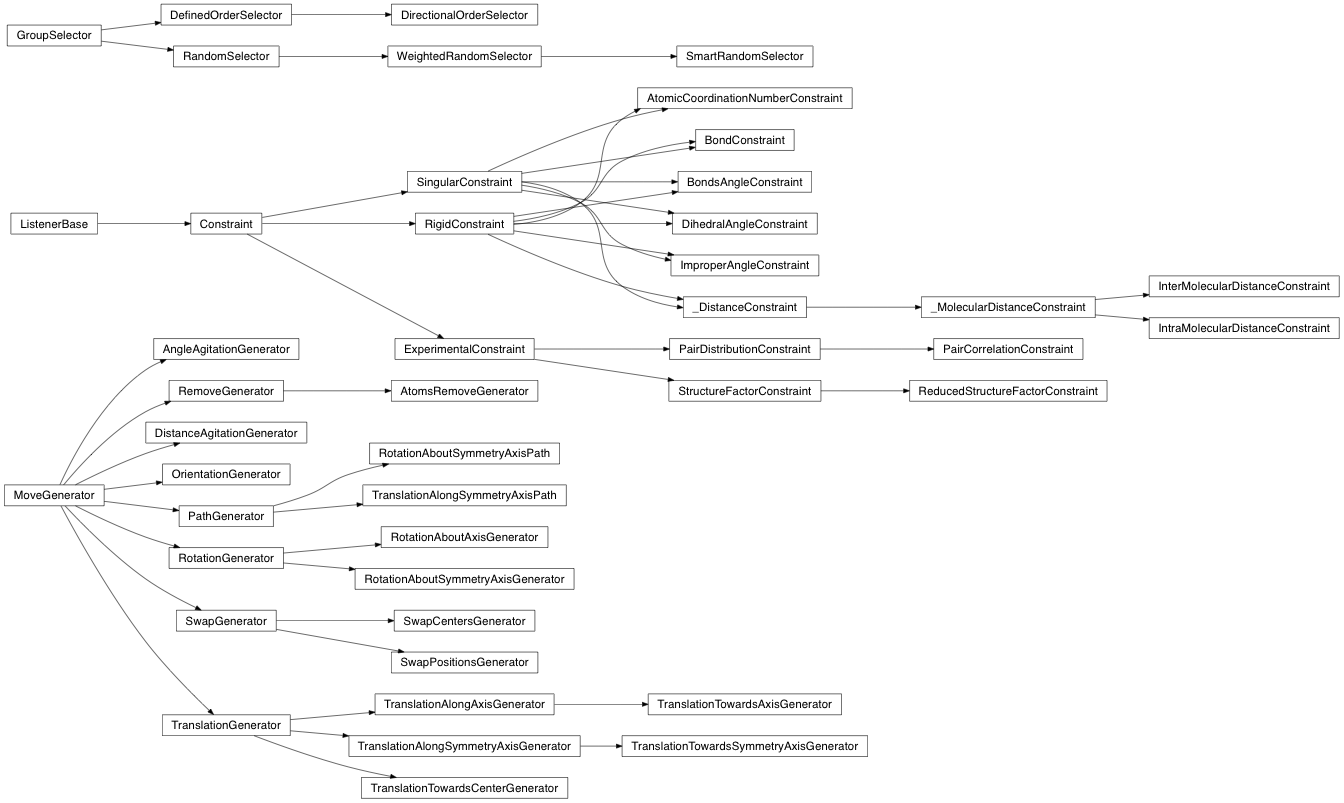 DefinedOrderSelector
DirectionalOrderSelector
GroupSelector
RandomSelector
WeightedRandomSelector
SmartRandomSelector
AtomicCoordinationNumberConstraint
BondConstraint
SingularConstraint
BondsAngleConstraint
ListenerBase
Constraint
RigidConstraint
DihedralAngleConstraint
ImproperAngleConstraint
InterMolecularDistanceConstraint
_DistanceConstraint
_MolecularDistanceConstraint
IntraMolecularDistanceConstraint
AngleAgitationGenerator
ExperimentalConstraint
PairDistributionConstraint
PairCorrelationConstraint
RemoveGenerator
AtomsRemoveGenerator
StructureFactorConstraint
ReducedStructureFactorConstraint
DistanceAgitationGenerator
RotationAboutSymmetryAxisPath
OrientationGenerator
MoveGenerator
TranslationAlongSymmetryAxisPath
PathGenerator
RotationAboutAxisGenerator
RotationGenerator
RotationAboutSymmetryAxisGenerator
SwapGenerator
SwapCentersGenerator
SwapPositionsGenerator
TranslationAlongAxisGenerator
TranslationTowardsAxisGenerator
TranslationGenerator
TranslationAlongSymmetryAxisGenerator
TranslationTowardsSymmetryAxisGenerator
TranslationTowardsCenterGenerator